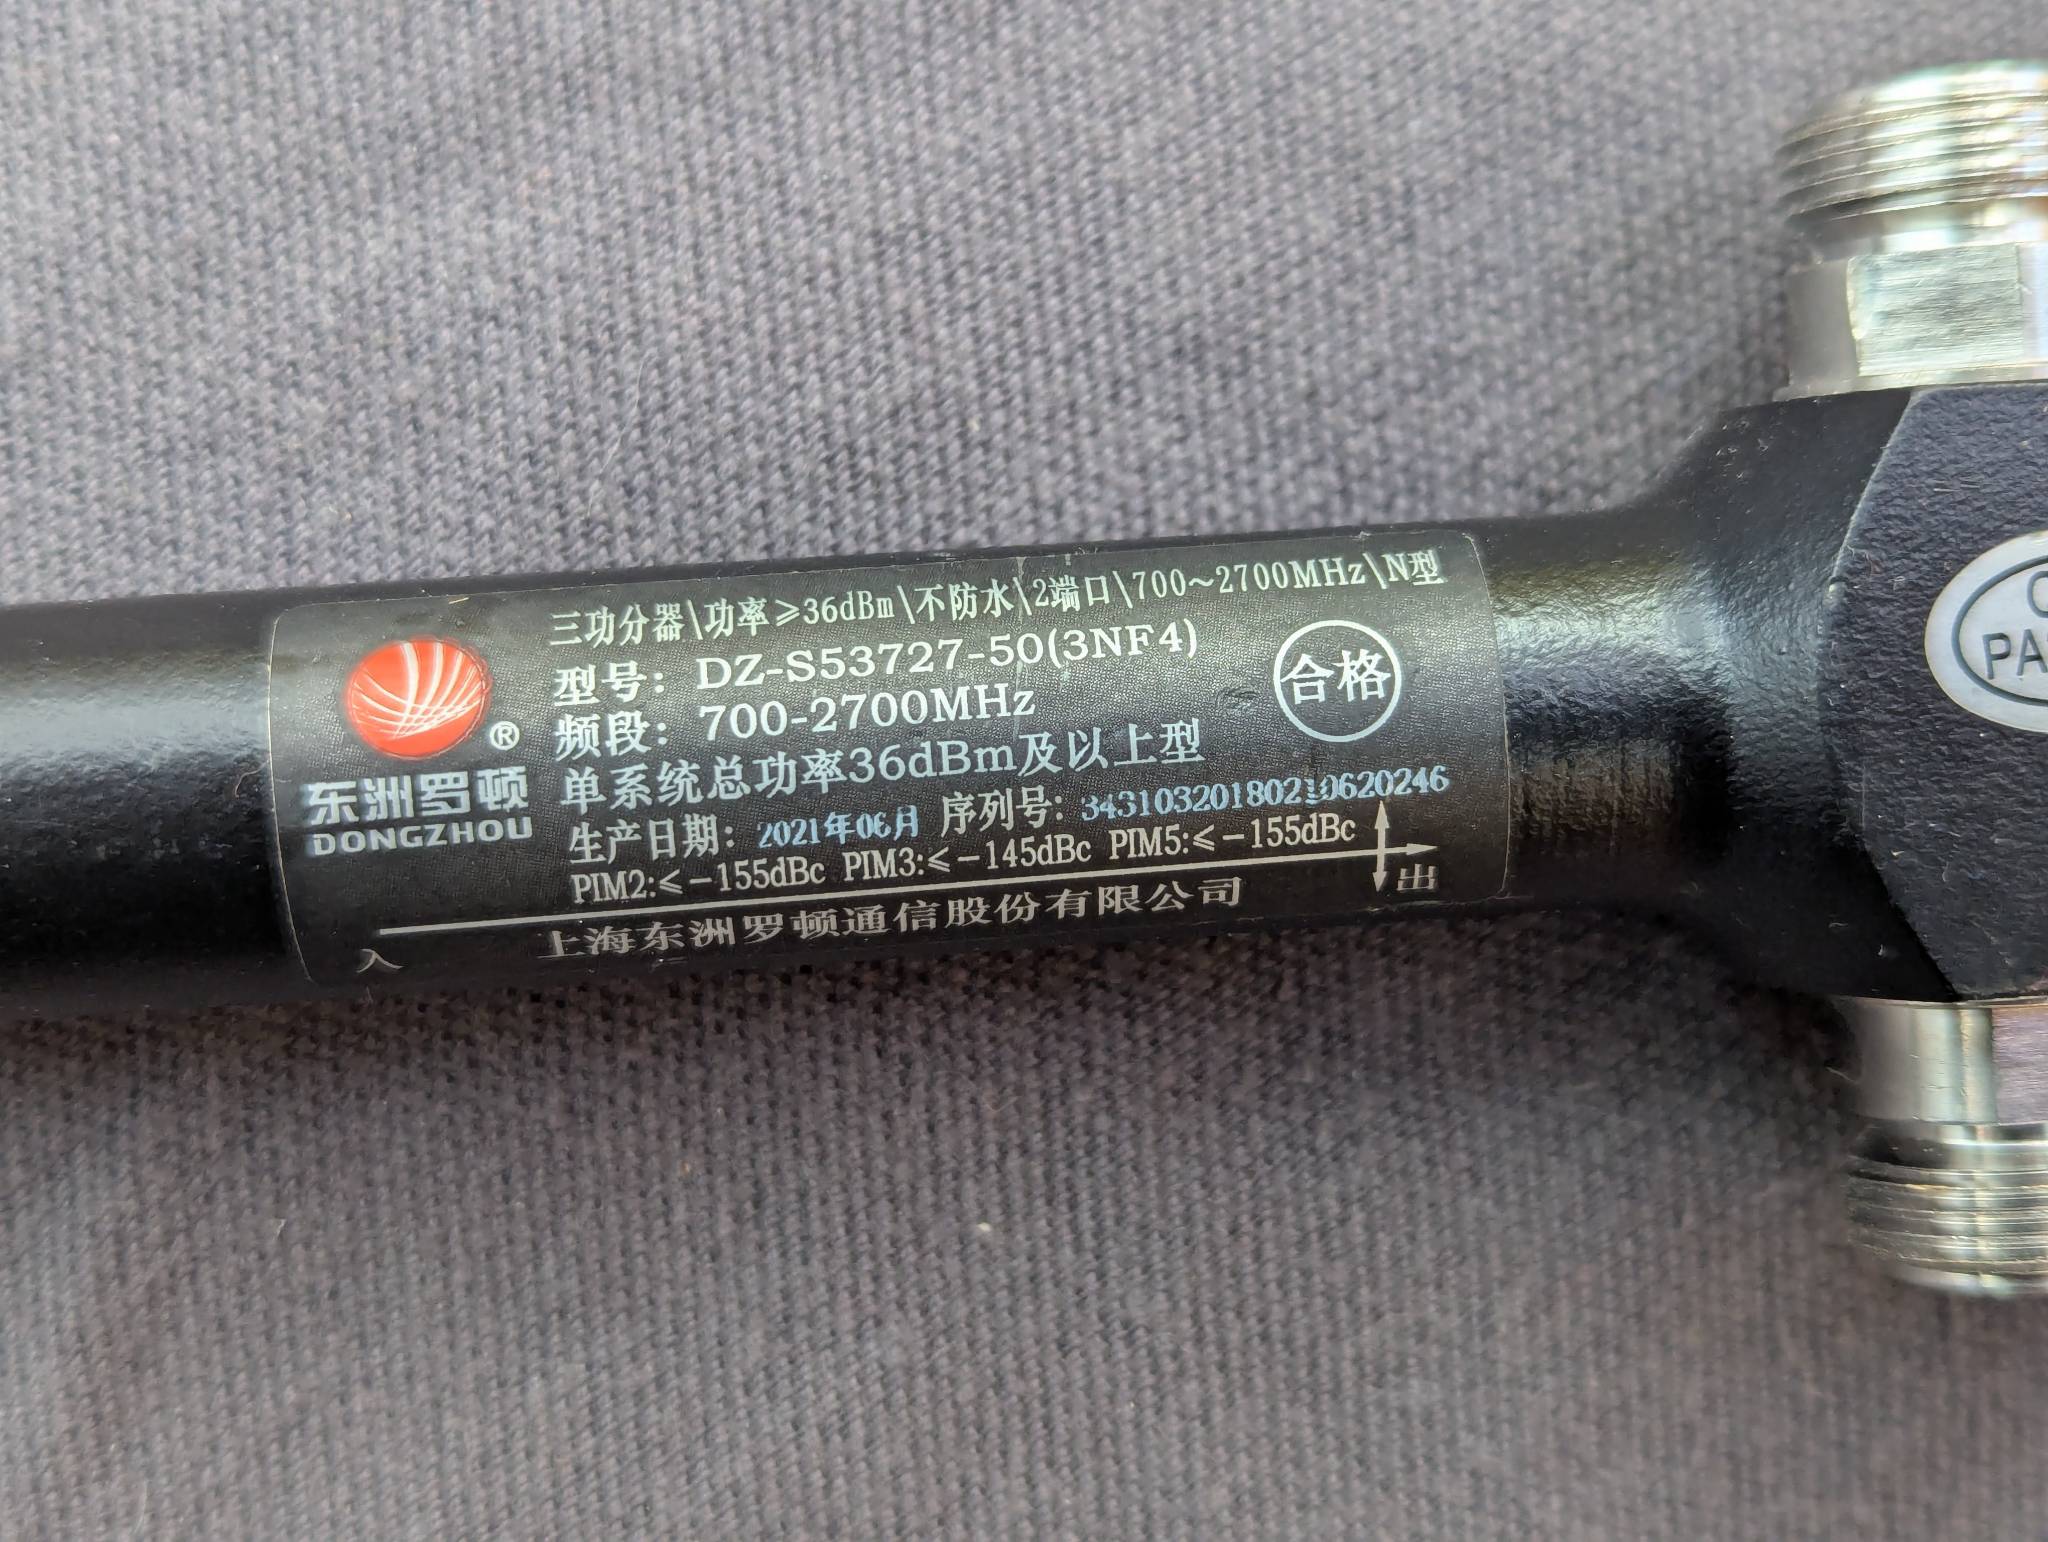 三功分器\功率≥36dBm\不防水\2端口\700~2700MHz\N型
型号: DZ-S53727-50(3NF4)
频段: 700-2700MHz
合格
单系统总功率36dBm及以上型
生产日期: 2021年06月 序列号: 34310320180210620246
PIM2:≤-155dBc PIM3:≤-145dBc PIM5:≤-155dBc
®
东洲罗顿
DONGZHOU
入
出
上海东洲罗顿通信股份有限公司